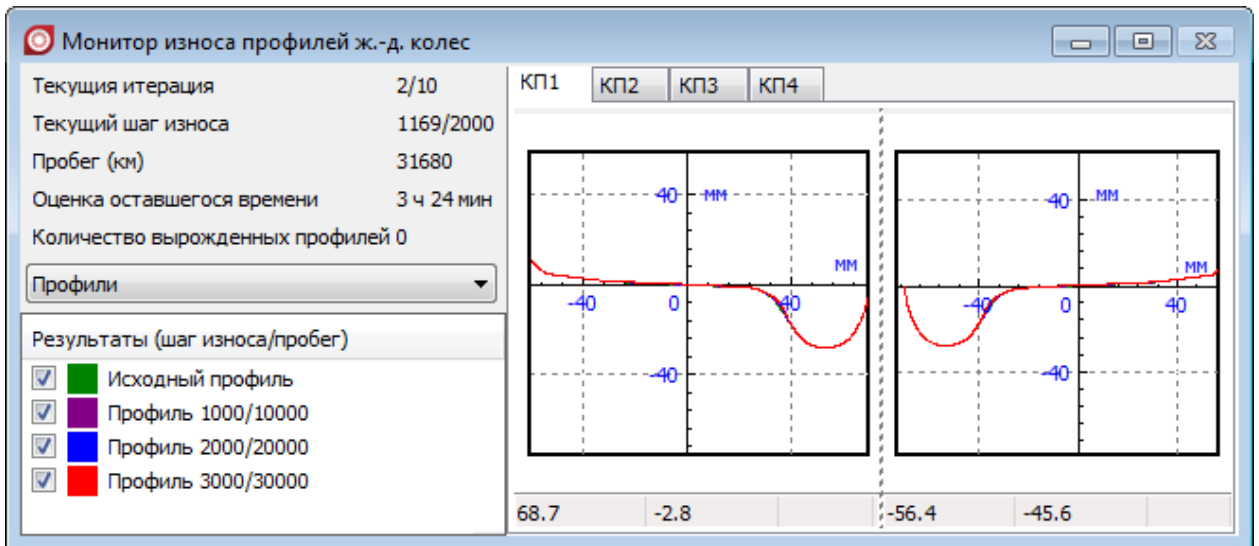 Монитор износа профилей ж.-д. колес
Текущая итерация 2/10
Текущий шаг износа 1169/2000
Пробег (км) 31680
Оценка оставшегося времени 3 ч 24 мин
Количество вырожденных профилей 0
Профили
Результаты (шаг износа/пробег)
Исходный профиль
Профиль 1000/10000
Профиль 2000/20000
Профиль 3000/30000
КП1 КП2 КП3 КП4
40 мм
мм
-40 0 40
-40
40 мм
мм
-40 0 40
-40
68.7 -2.8 -56.4 -45.6